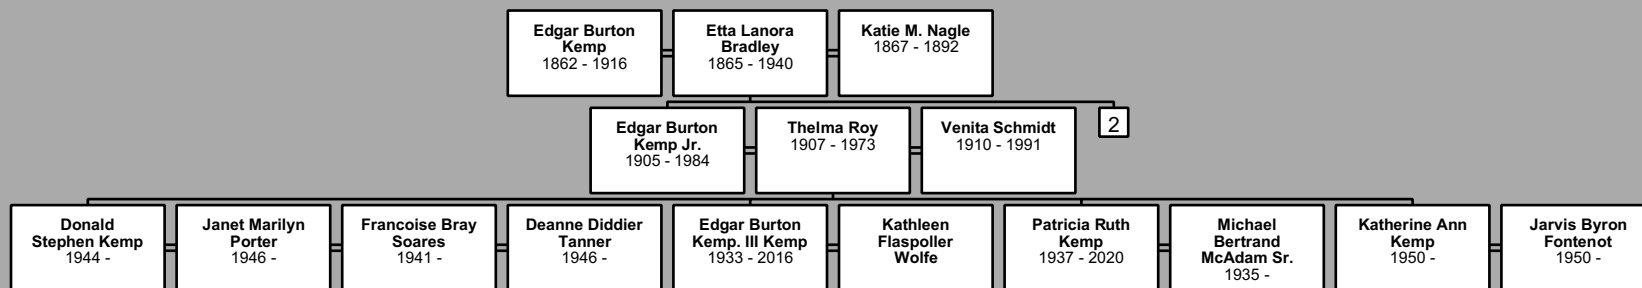 Edgar Burton
Kemp
1862 - 1916
Etta Lanora
Bradley
1865 - 1940
Katie M. Nagle
1867 - 1892
Edgar Burton
Kemp Jr.
1905 - 1984
Thelma Roy
1907 - 1973
Venita Schmidt
1910 - 1991
2
Donald
Stephen Kemp
1944 -
Janet Marilyn
Porter
1946 -
Francoise Bray
Soares
1941 -
Deanne Diddier
Tanner
1946 -
Edgar Burton
Kemp. III Kemp
1933 - 2016
Kathleen
Flaspoller
Wolfe
Patricia Ruth
Kemp
1937 - 2020
Michael
Bertrand
McAdam Sr.
1935 -
Katherine Ann
Kemp
1950 -
Jarvis Byron
Fontenot
1950 -